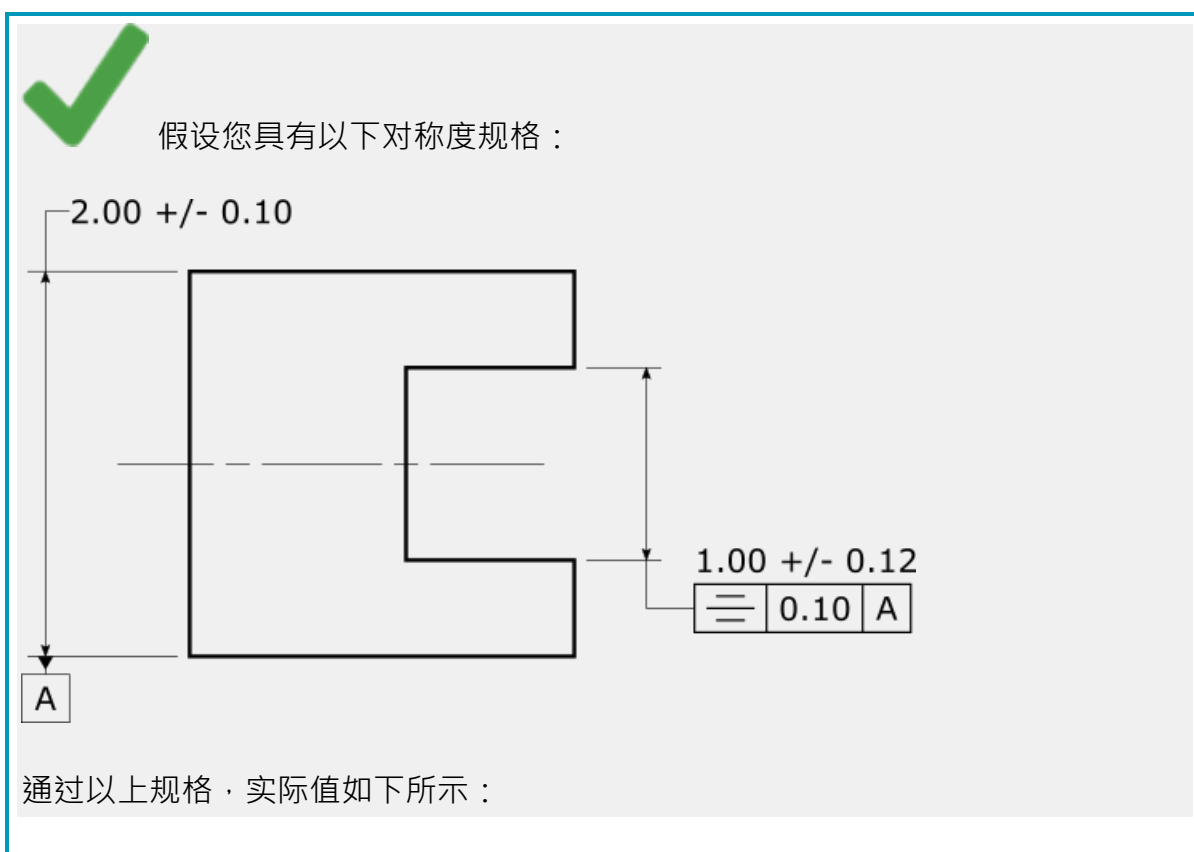 假设您具有以下对称度规格：
2.00 +/- 0.10
1.00 +/- 0.12
⌯ 0.10 A
A
通过以上规格，实际值如下所示：